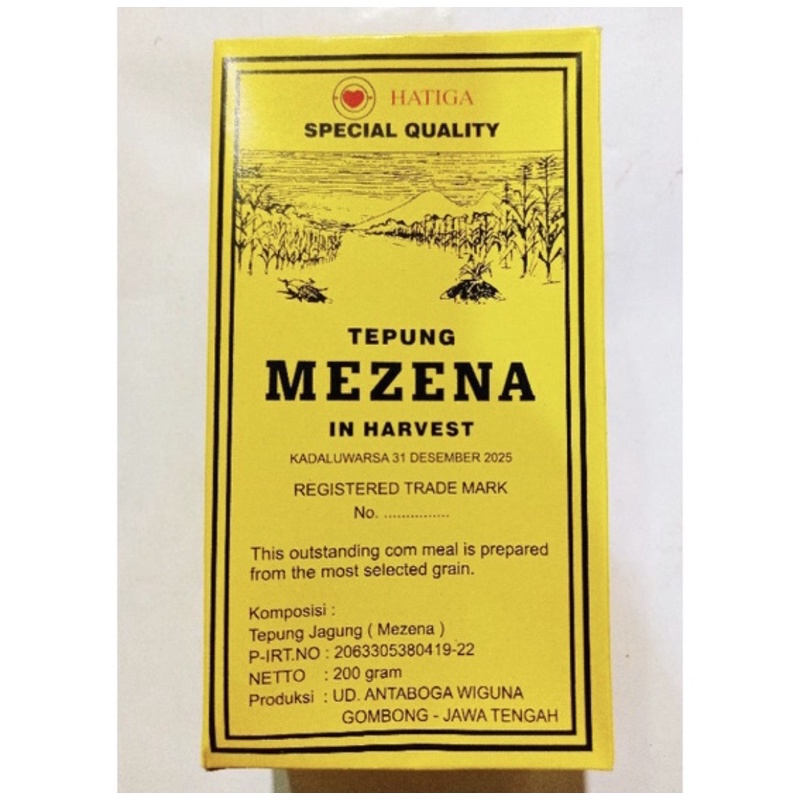 HATIGA
SPECIAL QUALITY
TEPUNG
MEZENA
IN HARVEST
KADALUWARSA 31 DESEMBER 2025
REGISTERED TRADE MARK
No. ...............
This outstanding com meal is prepared
from the most selected grain.
Komposisi :
Tepung Jagung ( Mezena )
P-IRT.NO : 2063305380419-22
NETTO : 200 gram
Produksi : UD. ANTABOGA WIGUNA
GOMBONG - JAWA TENGAH